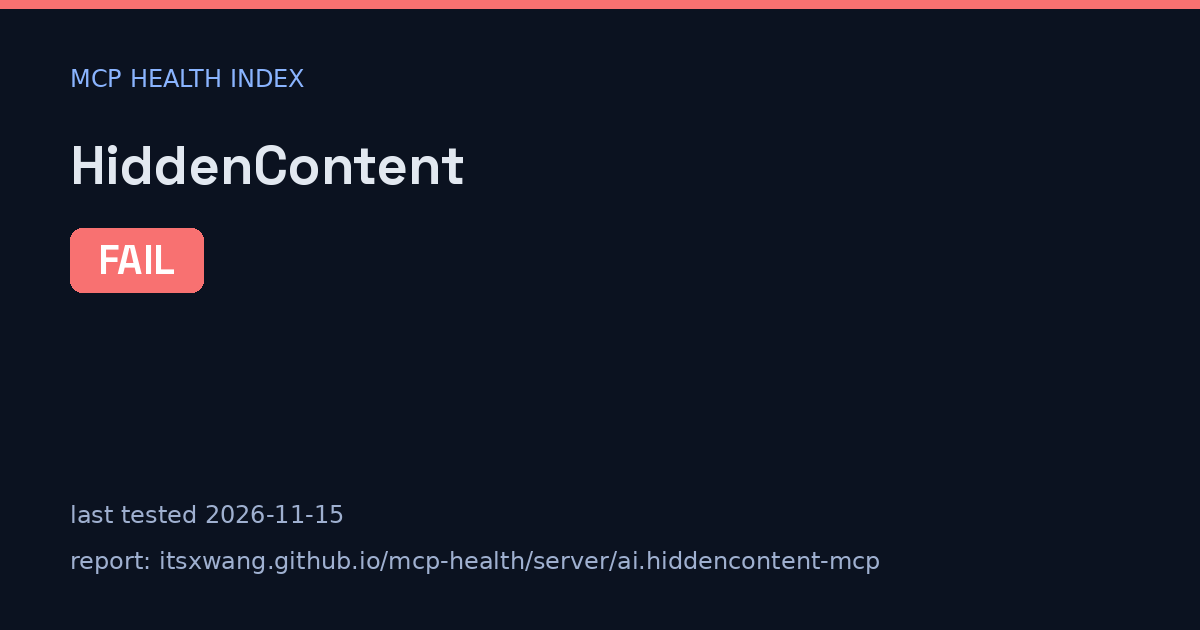 MCP HEALTH INDEX
HiddenContent
FAIL
last tested 2026-11-15
report: itsxwang.github.io/mcp-health/server/ai.hiddencontent-mcp